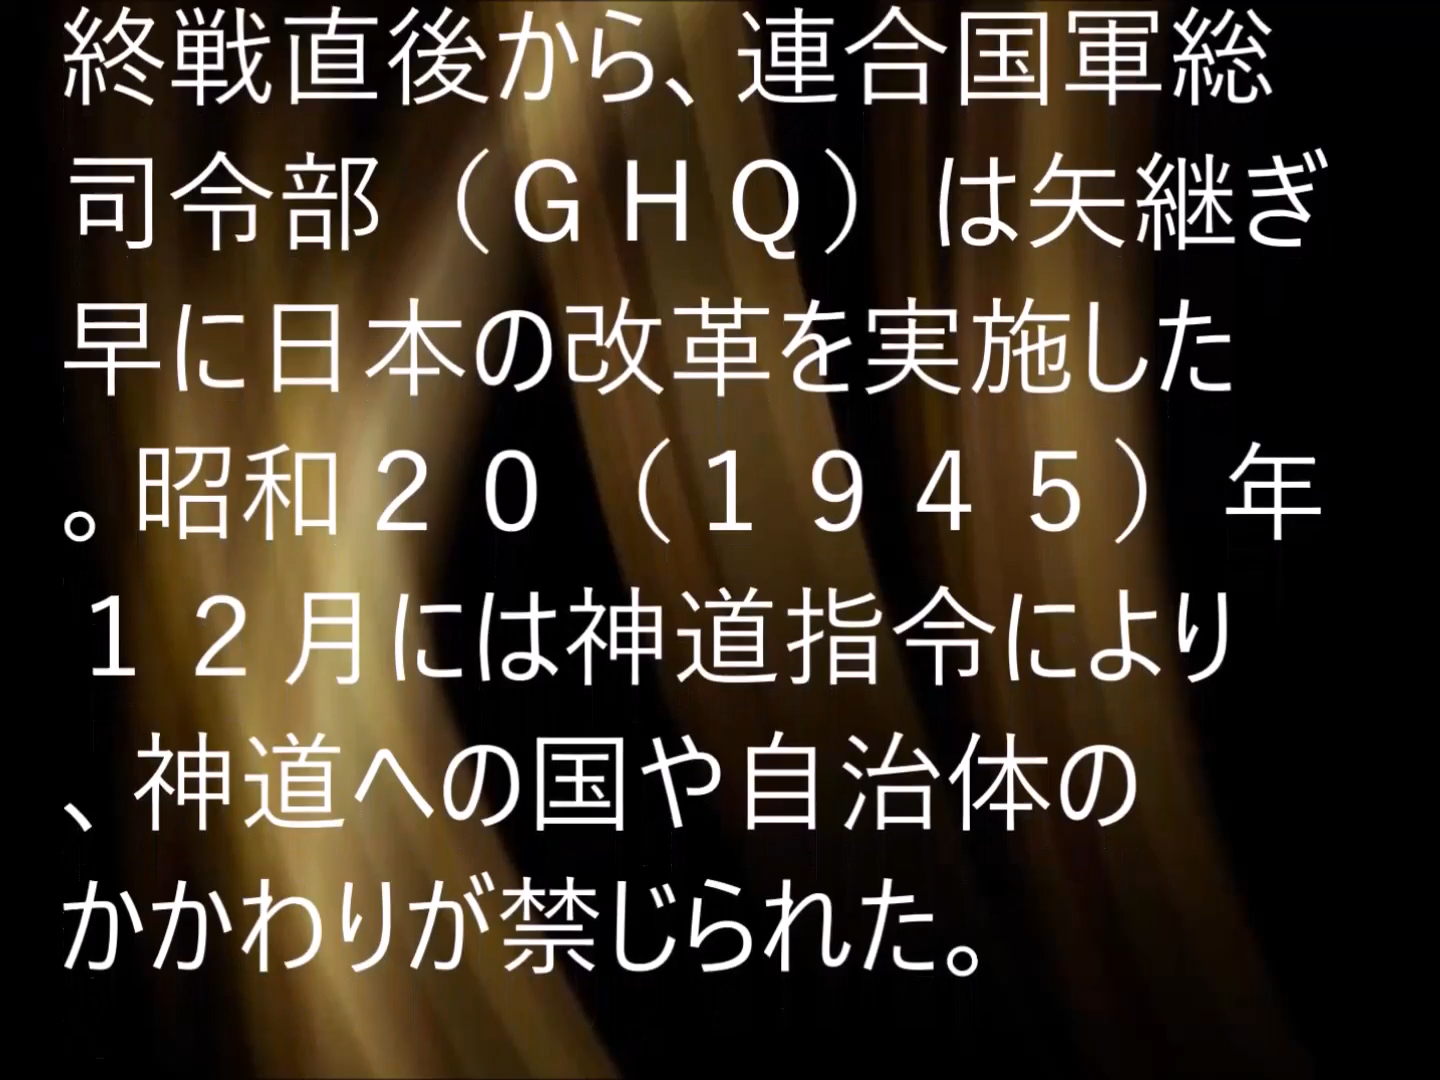 終戦直後から、連合国軍総
司令部（ＧＨＱ）は矢継ぎ
早に日本の改革を実施した
。昭和２０（１９４５）年
１２月には神道指令により
、神道への国や自治体の
かかわりが禁じられた。